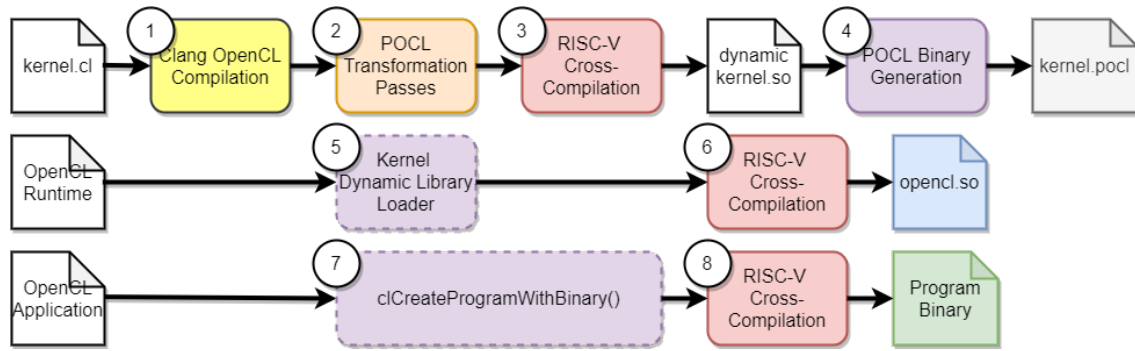 1
2
3
4
kernel.cl
Clang OpenCL
Compilation
POCL
Transformation
Passes
RISC-V
Cross-
Compilation
dynamic
kernel.so
POCL Binary
Generation
kernel.pocl
5
6
OpenCL
Runtime
Kernel
Dynamic Library
Loader
RISC-V
Cross-
Compilation
opencl.so
7
8
OpenCL
Application
clCreateProgramWithBinary()
RISC-V
Cross-
Compilation
Program
Binary